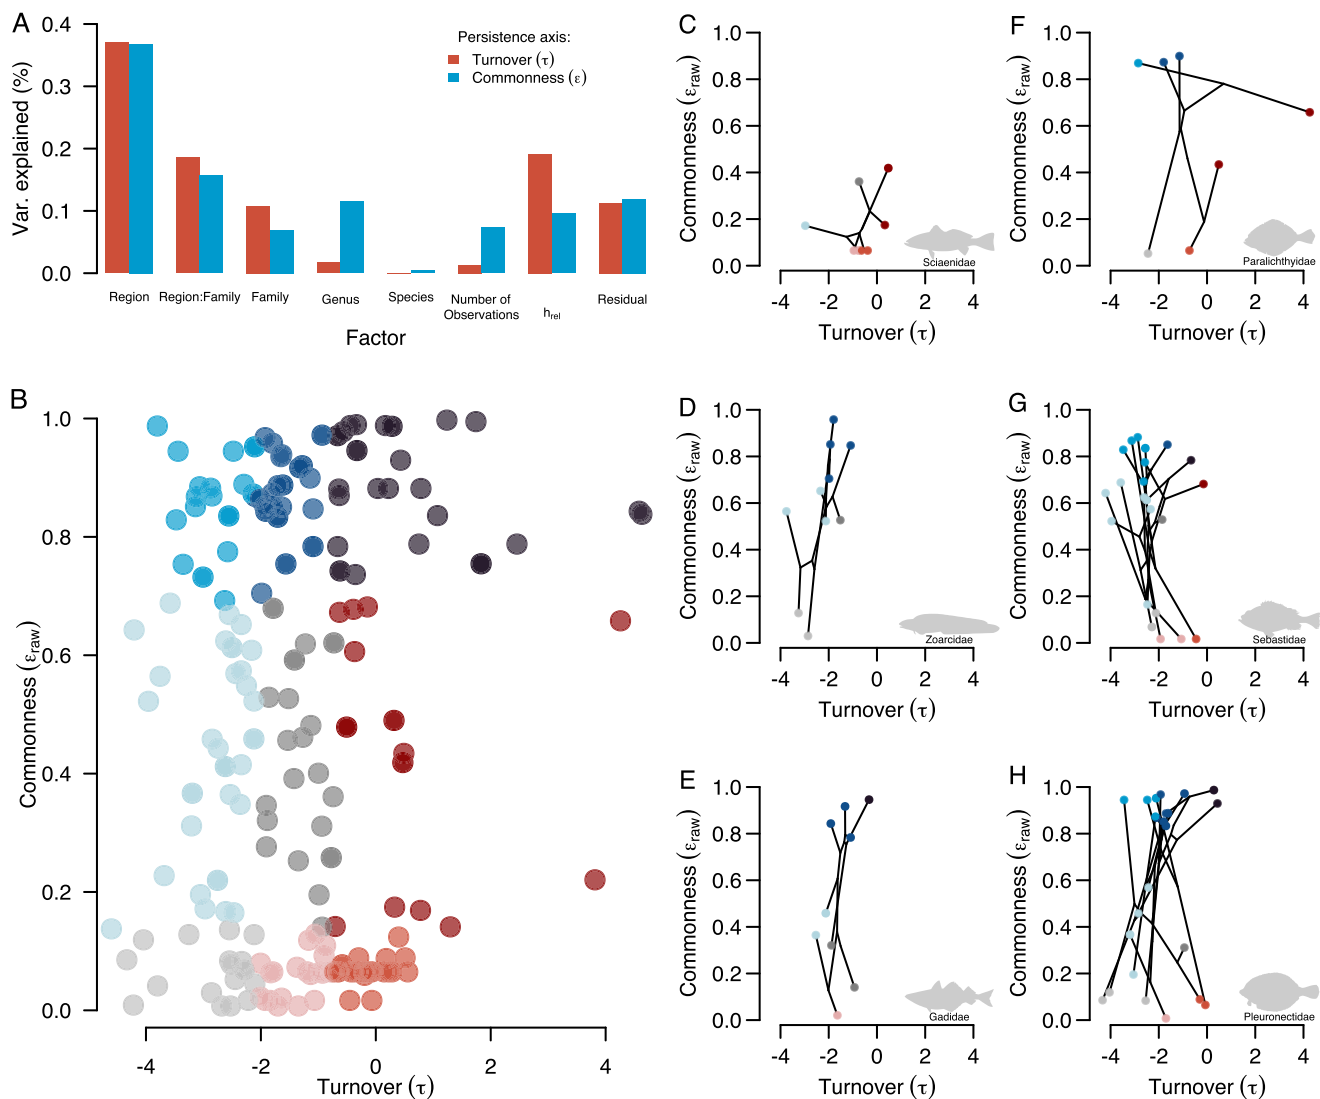 A
0.4
0.3
0.2
0.1
0.0
Var. explained (%)
Persistence axis:
Turnover (τ)
Commonness (ε)
Region
Region:Family
Family
Genus
Species
Number of
Observations
hrel
Residual
Factor
B
1.0
0.8
0.6
0.4
0.2
0.0
Commonness (εraw)
-4
-2
0
2
4
Turnover (τ)
C
1.0
0.8
0.6
0.4
0.2
0.0
Commonness (εraw)
Sciaenidae
-4
-2
0
2
4
Turnover (τ)
F
1.0
0.8
0.6
0.4
0.2
0.0
Commonness (εraw)
Paralichthyidae
-4
-2
0
2
4
Turnover (τ)
D
1.0
0.8
0.6
0.4
0.2
0.0
Commonness (εraw)
Zoarcidae
-4
-2
0
2
4
Turnover (τ)
G
1.0
0.8
0.6
0.4
0.2
0.0
Commonness (εraw)
Sebastidae
-4
-2
0
2
4
Turnover (τ)
E
1.0
0.8
0.6
0.4
0.2
0.0
Commonness (εraw)
Gadidae
-4
-2
0
2
4
Turnover (τ)
H
1.0
0.8
0.6
0.4
0.2
0.0
Commonness (εraw)
Pleuronectidae
-4
-2
0
2
4
Turnover (τ)